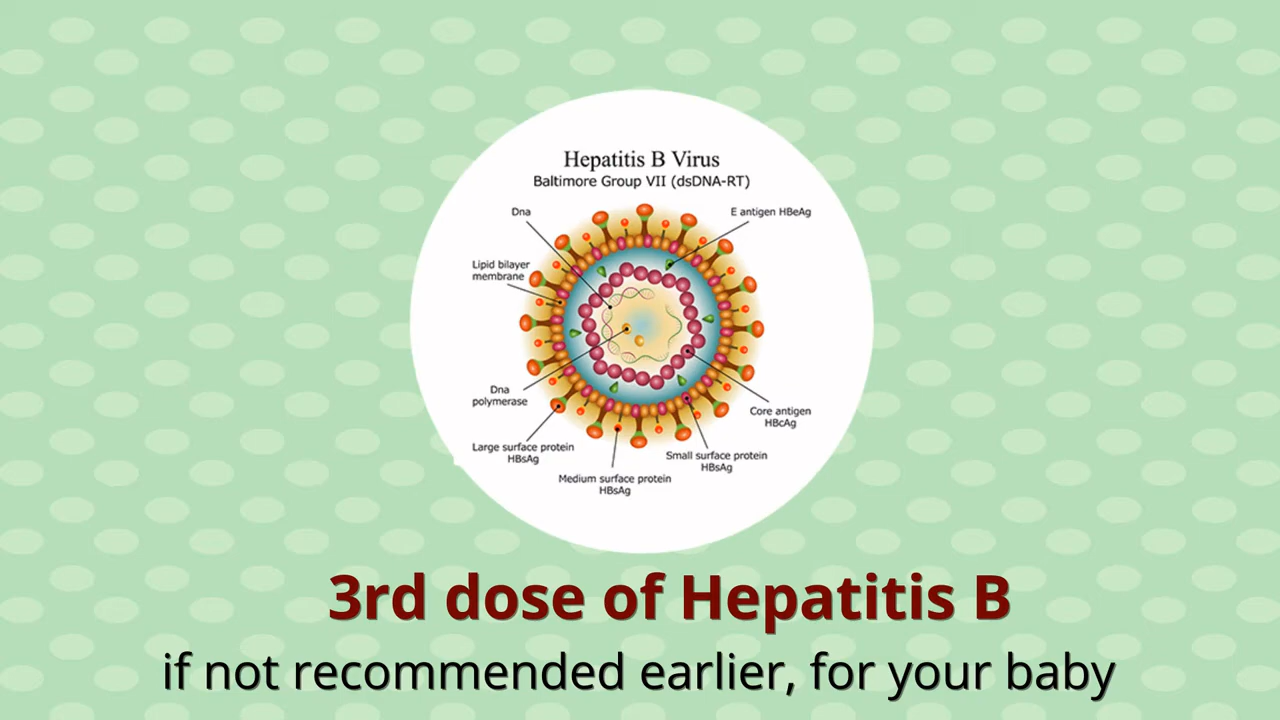 Hepatitis B Virus
Baltimore Group VII (dsDNA-RT)
Dna
E antigen HBeAg
Lipid bilayer
membrane
Dna
polymerase
Core antigen
HBcAg
Large surface protein
HBsAg
Small surface protein
HBsAg
Medium surface protein
HBsAg
3rd dose of Hepatitis B
if not recommended earlier, for your baby